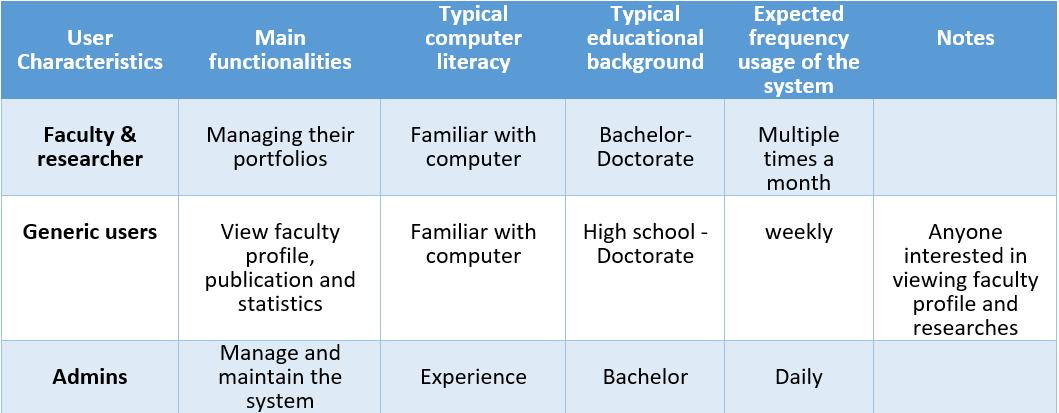 User
Characteristics
Main
functionalities
Typical
computer
literacy
Typical
educational
background
Expected
frequency
usage of the
system
Notes
Faculty &
researcher
Managing their
portfolios
Familiar with
computer
Bachelor-
Doctorate
Multiple
times a
month
Generic users
View faculty
profile,
publication and
statistics
Familiar with
computer
High school -
Doctorate
weekly
Anyone
interested in
viewing faculty
profile and
researches
Admins
Manage and
maintain the
system
Experience
Bachelor
Daily